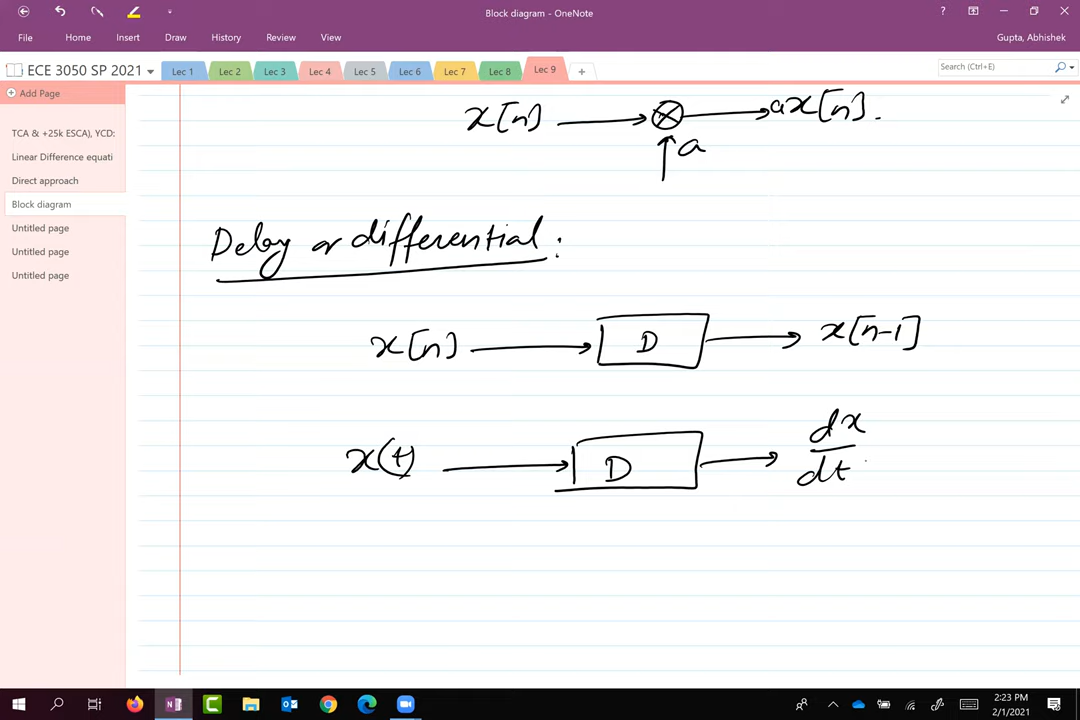 Block diagram - OneNote
?
Gupta, Abhishek
File Home Insert Draw History Review View
ECE 3050 SP 2021
Lec 1 Lec 2 Lec 3 Lec 4 Lec 5 Lec 6 Lec 7 Lec 8 Lec 9 +
Search (Ctrl+E)
Add Page
TCA & +25k ESCA), YCD:
Linear Difference equati
Direct approach
Block diagram
Untitled page
Untitled page
Untitled page
x[n] ax[n].
a
Delay or differential:
x[n] D x[n-1]
x(t) D dx
dt
2:23 PM
2/1/2021